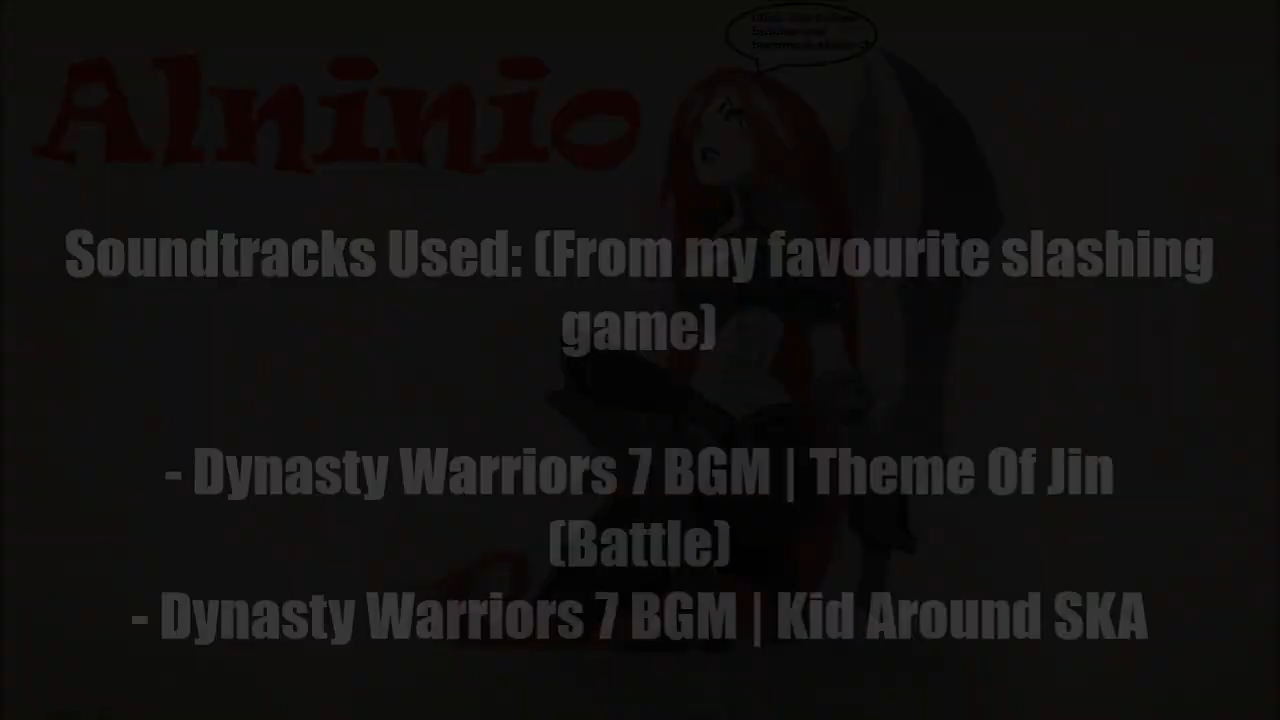 Alninio
Soundtracks Used: (From my favourite slashing
game)
- Dynasty Warriors 7 BGM | Theme Of Jin
(Battle)
- Dynasty Warriors 7 BGM | Kid Around SKA